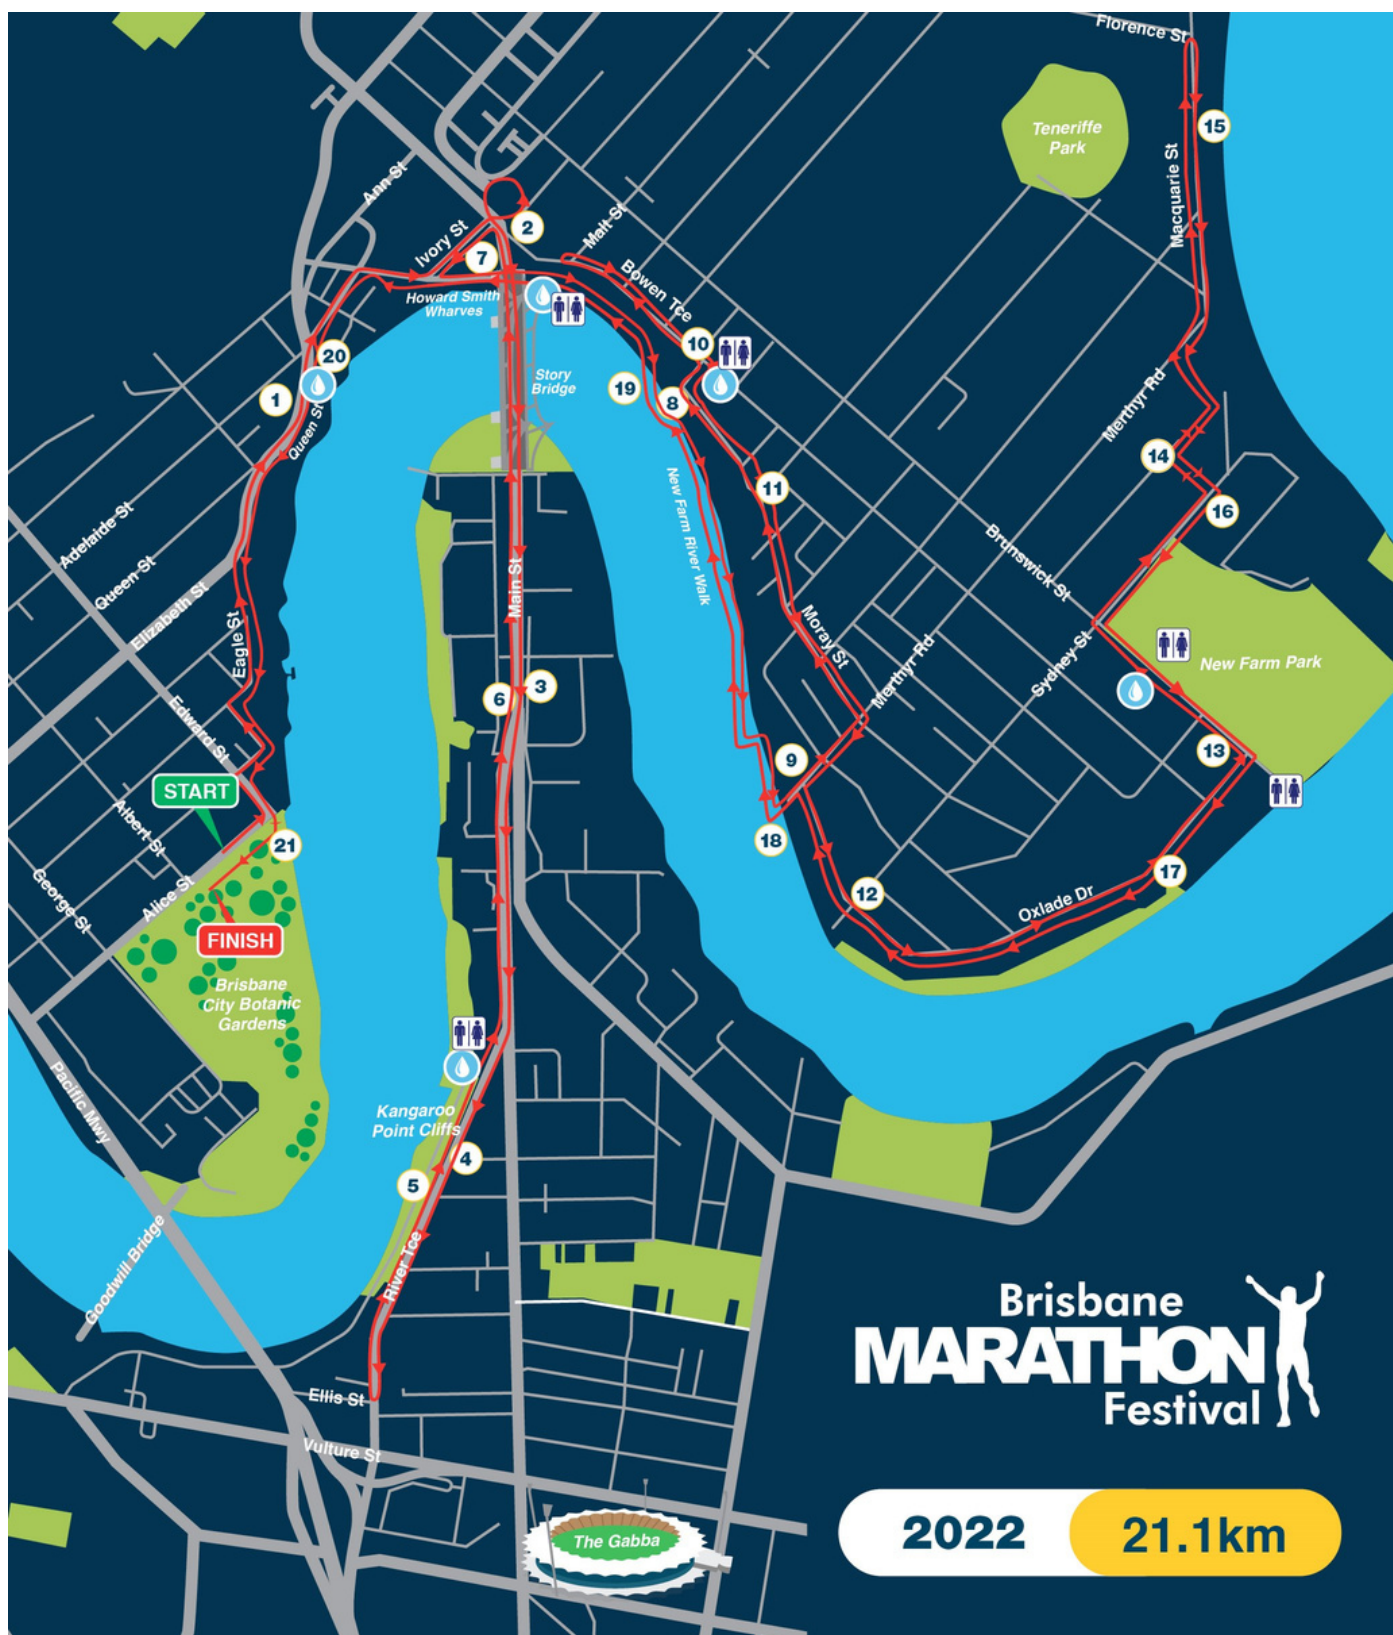 Florence St
Teneriffe
Park
15
Macquarie St
Ann St
Ivory St
2
7
Malt St
Bowen Tce
Howard Smith
Wharves
10
20
1
Queen St
Story
Bridge
19
8
Merthyr Rd
14
11
16
New Farm River Walk
Adelaide St
Queen St
Elizabeth St
Eagle St
Main St
Brunswick St
Moray St
Merthyr Rd
Sydney St
New Farm Park
6
3
Edward St
13
9
START
Albert St
21
18
17
12
Oxlade Dr
George St
Alice St
FINISH
Brisbane
City Botanic
Gardens
Pacific Mwy
Kangaroo
Point Cliffs
4
5
River Tce
Goodwill Bridge
Ellis St
Vulture St
The Gabba
Brisbane
MARATHON
Festival
2022
21.1km